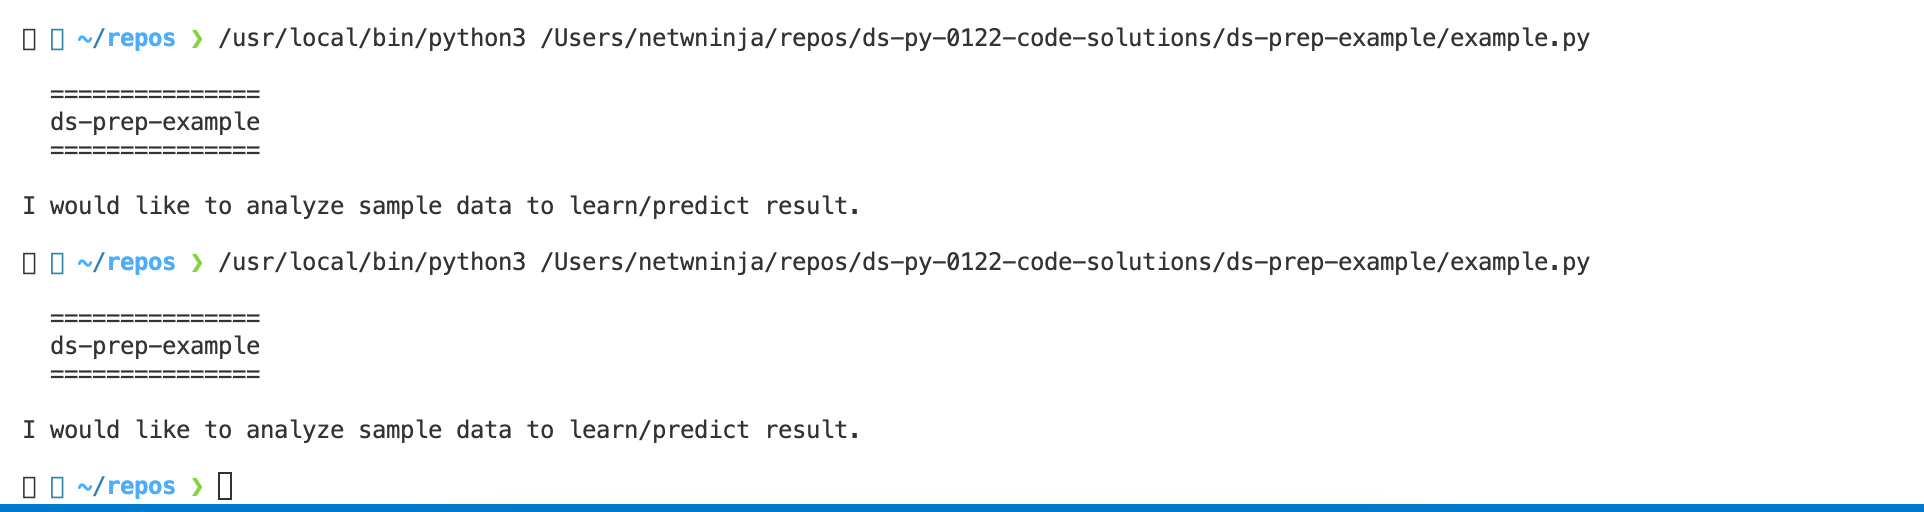 ~/repos ❯ /usr/local/bin/python3 /Users/netwninja/repos/ds-py-0122-code-solutions/ds-prep-example/example.py
===============
ds-prep-example
===============
I would like to analyze sample data to learn/predict result.
~/repos ❯ /usr/local/bin/python3 /Users/netwninja/repos/ds-py-0122-code-solutions/ds-prep-example/example.py
===============
ds-prep-example
===============
I would like to analyze sample data to learn/predict result.
~/repos ❯